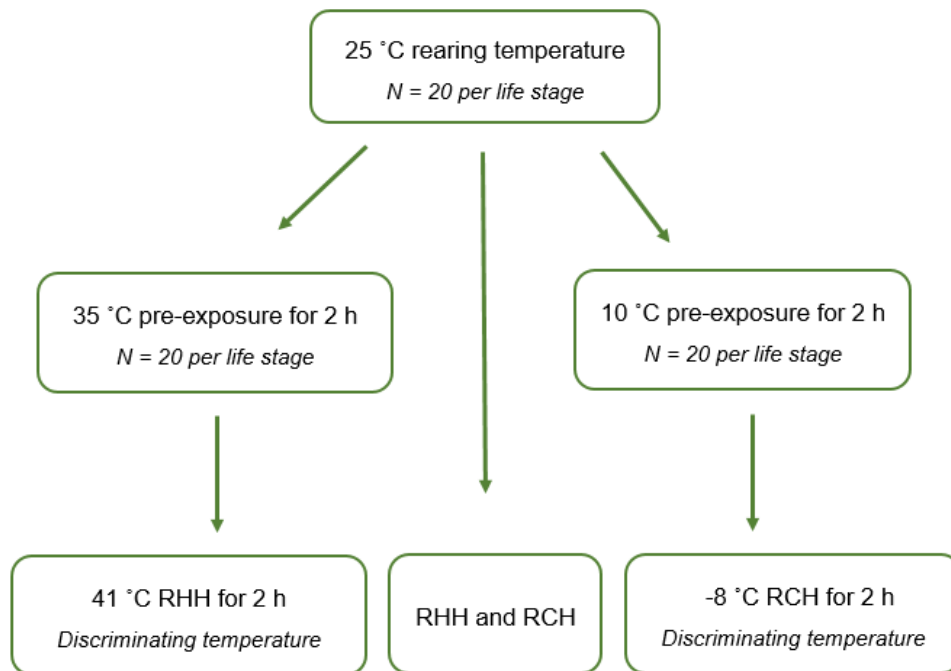 25 ˚C rearing temperature
N = 20 per life stage
35 ˚C pre-exposure for 2 h
N = 20 per life stage
10 ˚C pre-exposure for 2 h
N = 20 per life stage
41 ˚C RHH for 2 h
Discriminating temperature
RHH and RCH
-8 ˚C RCH for 2 h
Discriminating temperature